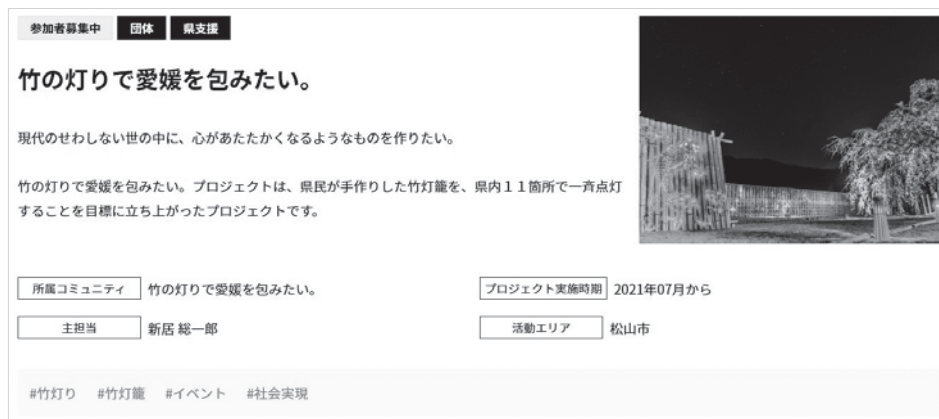 参加者募集中 団体 県支援
竹の灯りで愛媛を包みたい。
現代のせわしない世の中に、心があたたかくなるようなものを作りたい。
竹の灯りで愛媛を包みたい。プロジェクトは、県民が手作りした竹灯籠を、県内１１箇所で一斉点灯
することを目標に立ち上がったプロジェクトです。
所属コミュニティ 竹の灯りで愛媛を包みたい。
プロジェクト実施時期 2021年07月から
主担当 新居 総一郎
活動エリア 松山市
#竹灯り #竹灯籠 #イベント #社会実現